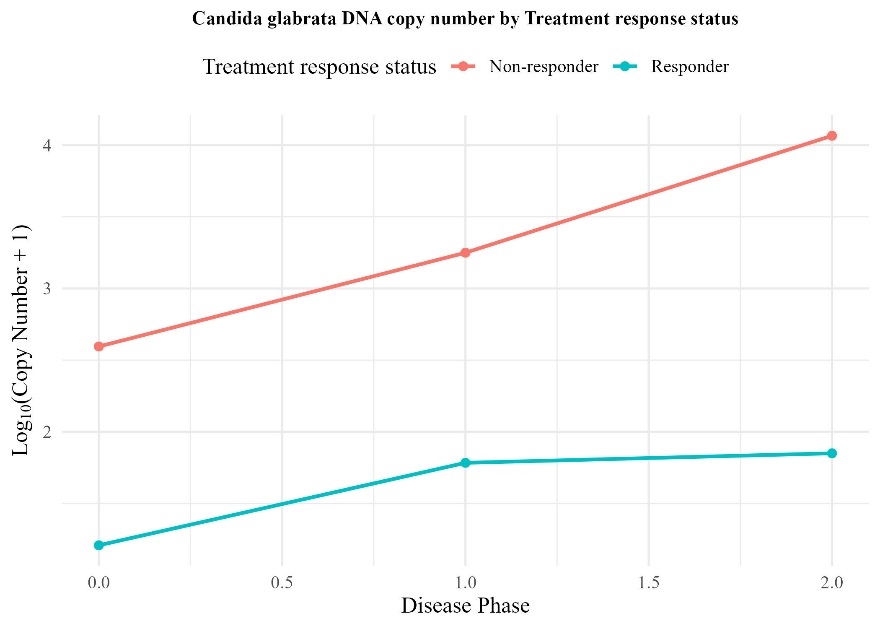 Candida glabrata DNA copy number by Treatment response status
Treatment response status Non-responder Responder
Log₁₀(Copy Number + 1)
4
3
2
0.0 0.5 1.0 1.5 2.0
Disease Phase